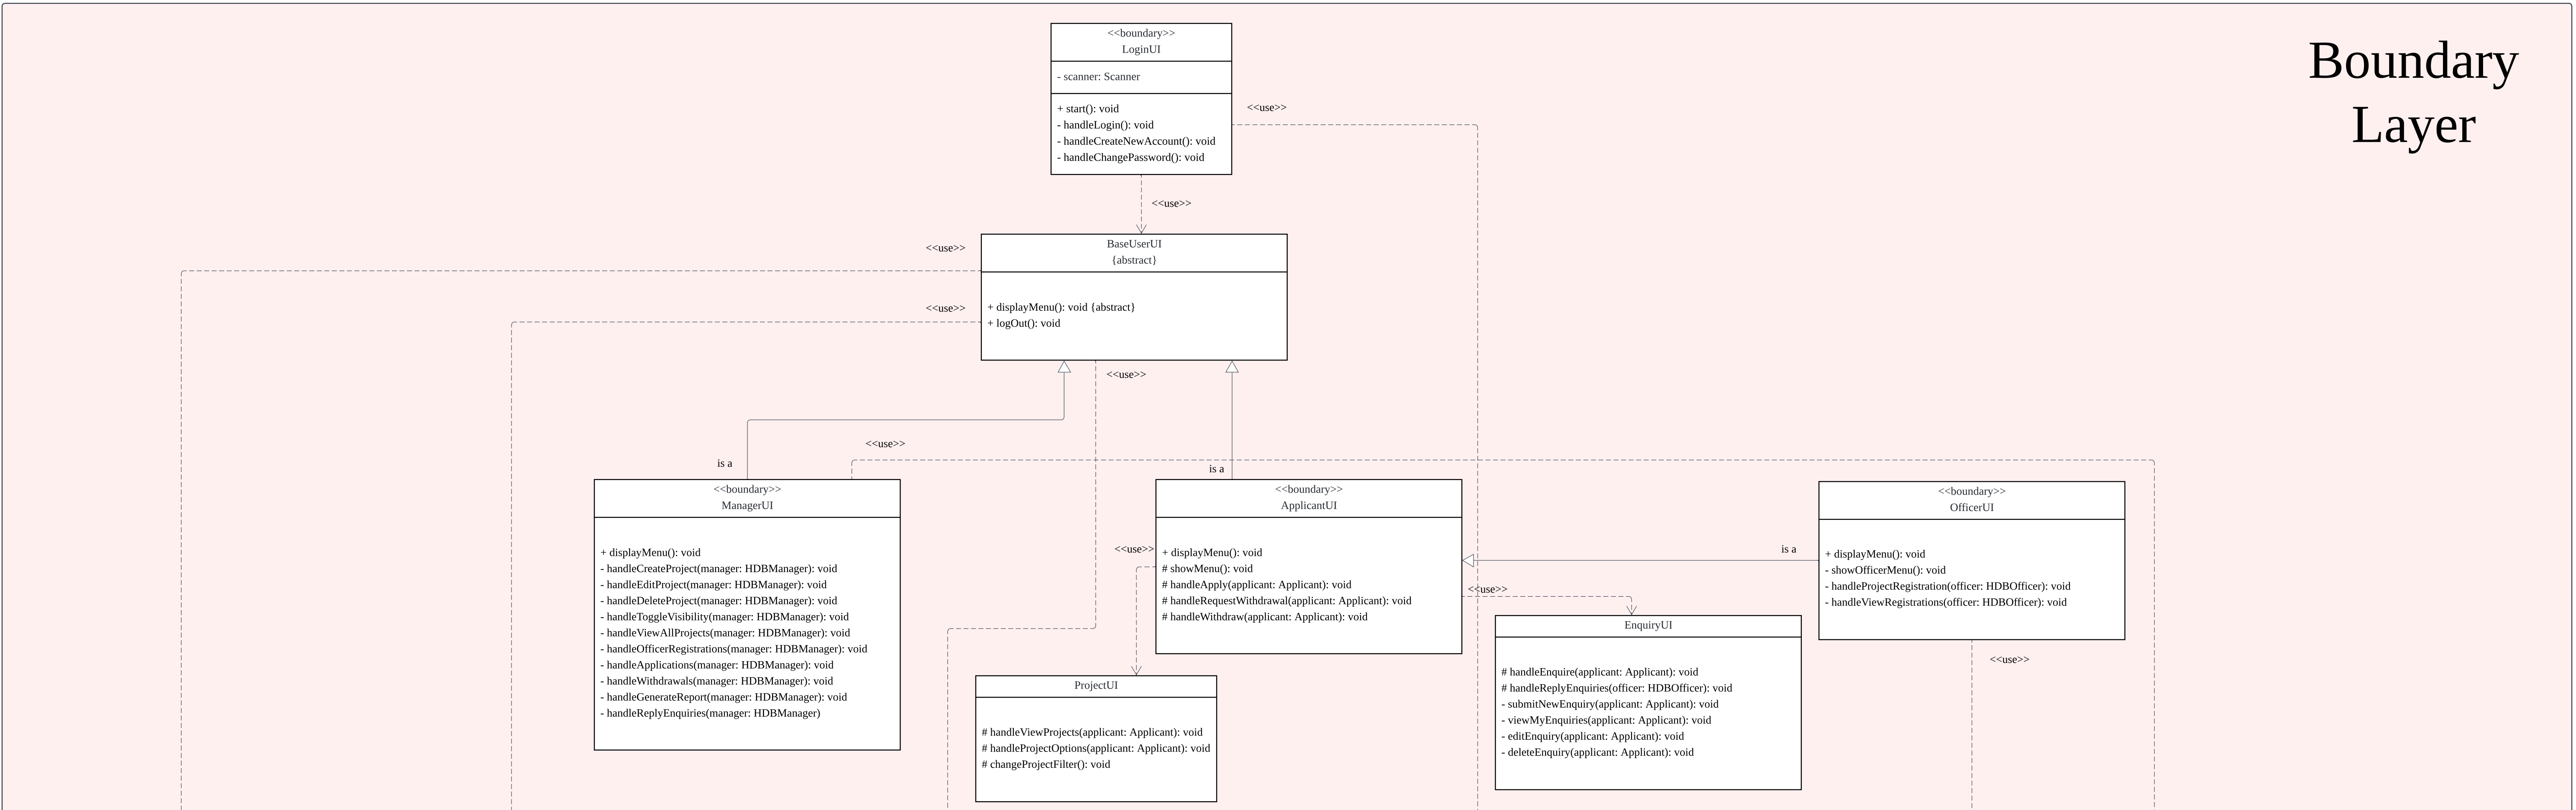 Boundary
Layer
<<boundary>>
LoginUI
- scanner: Scanner
+ start(): void
- handleLogin(): void
- handleCreateNewAccount(): void
- handleChangePassword(): void
<<use>>
<<use>>
BaseUserUI
{abstract}
+ displayMenu(): void {abstract}
+ logOut(): void
<<use>>
<<use>>
<<use>>
<<use>>
is a
is a
<<boundary>>
ManagerUI
+ displayMenu(): void
- handleCreateProject(manager: HDBManager): void
- handleEditProject(manager: HDBManager): void
- handleDeleteProject(manager: HDBManager): void
- handleToggleVisibility(manager: HDBManager): void
- handleViewAllProjects(manager: HDBManager): void
- handleOfficerRegistrations(manager: HDBManager): void
- handleApplications(manager: HDBManager): void
- handleWithdrawals(manager: HDBManager): void
- handleGenerateReport(manager: HDBManager): void
- handleReplyEnquiries(manager: HDBManager)
<<boundary>>
ApplicantUI
+ displayMenu(): void
# showMenu(): void
# handleApply(applicant: Applicant): void
# handleRequestWithdrawal(applicant: Applicant): void
# handleWithdraw(applicant: Applicant): void
<<use>>
<<use>>
is a
<<boundary>>
OfficerUI
+ displayMenu(): void
- showOfficerMenu(): void
- handleProjectRegistration(officer: HDBOfficer): void
- handleViewRegistrations(officer: HDBOfficer): void
<<use>>
ProjectUI
# handleViewProjects(applicant: Applicant): void
# handleProjectOptions(applicant: Applicant): void
# changeProjectFilter(): void
EnquiryUI
# handleEnquire(applicant: Applicant): void
# handleReplyEnquiries(officer: HDBOfficer): void
- submitNewEnquiry(applicant: Applicant): void
- viewMyEnquiries(applicant: Applicant): void
- editEnquiry(applicant: Applicant): void
- deleteEnquiry(applicant: Applicant): void